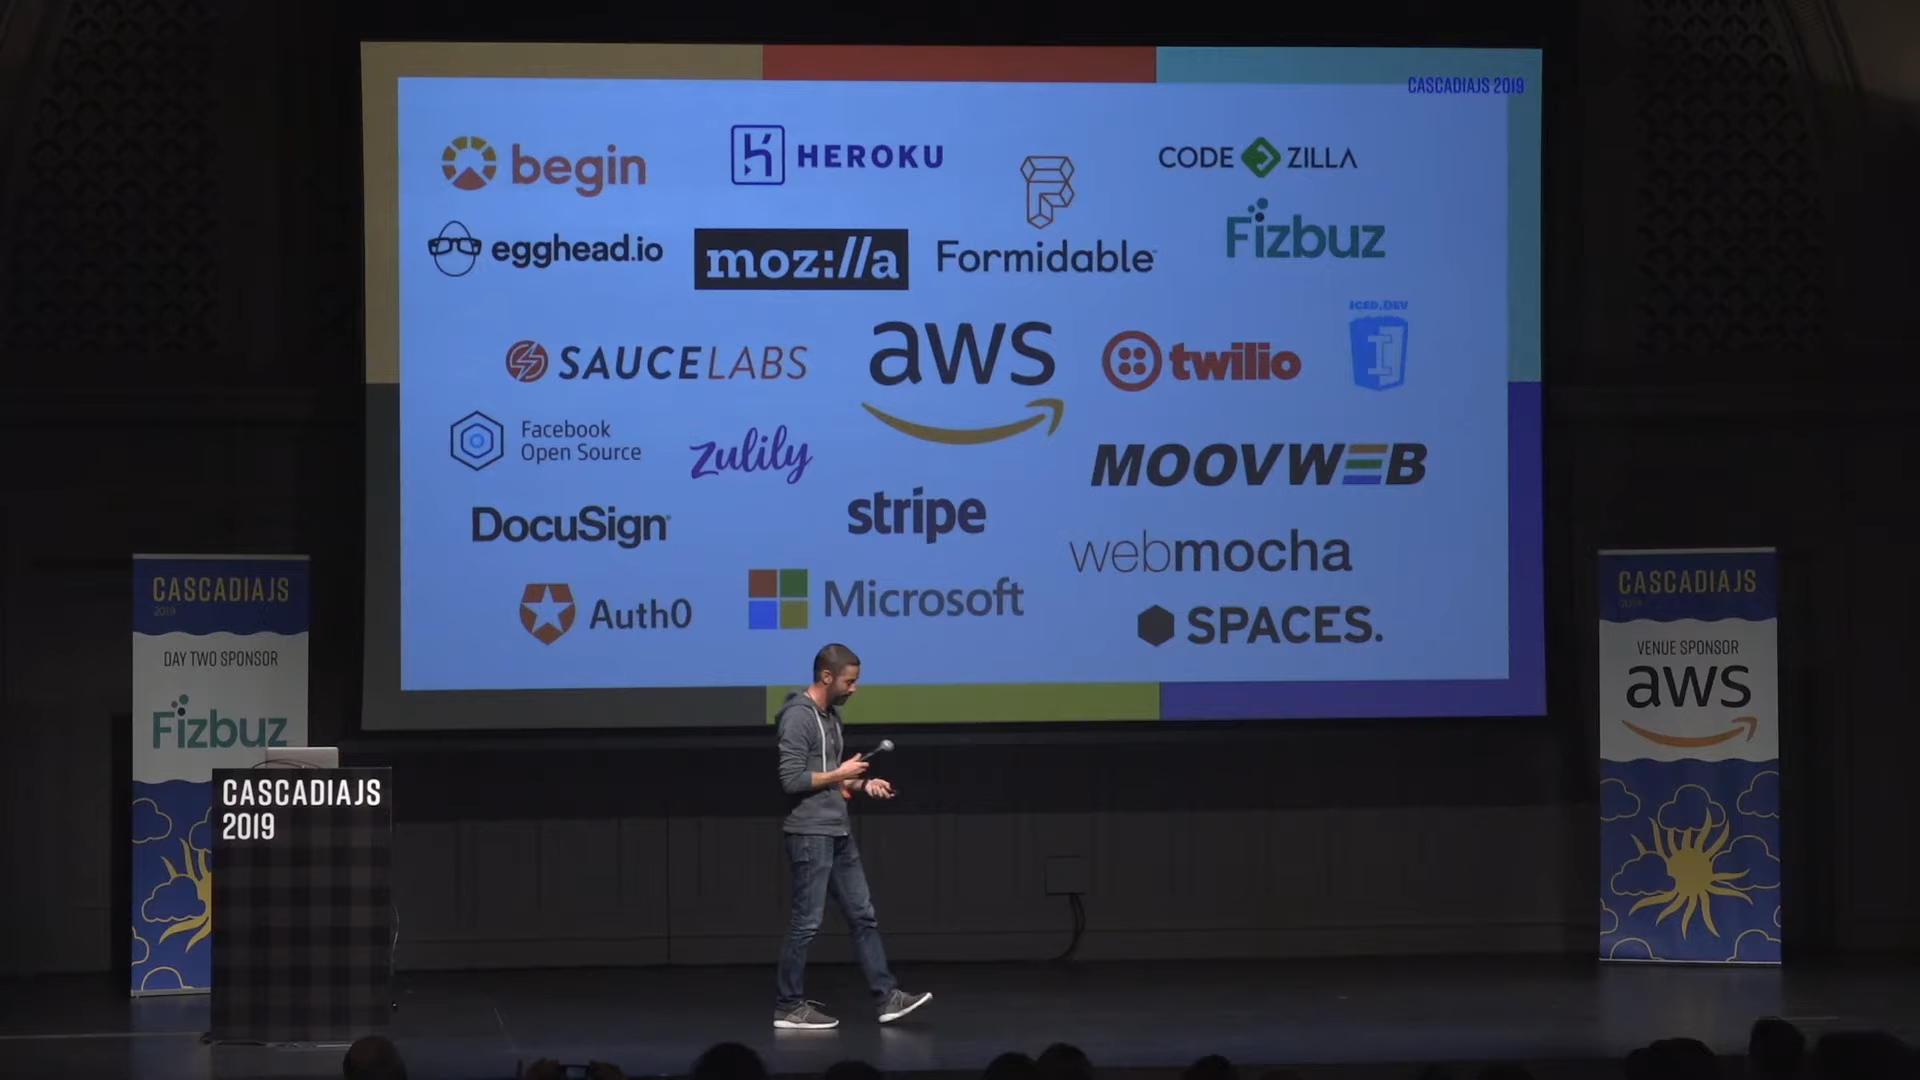 CASCADIAJS 2019
begin
HEROKU
CODE ZILLA
egghead.io
moz://a
Formidable
Fizbuz
SAUCELABS
aws
twilio
ICED.DEV
I
Facebook
Open Source
zulily
MOOVWEB
DocuSign
stripe
webmocha
Auth0
Microsoft
SPACES.
CASCADIAJS
2019
DAY TWO SPONSOR
Fizbuz
CASCADIAJS
2019
CASCADIAJS
2019
VENUE SPONSOR
aws